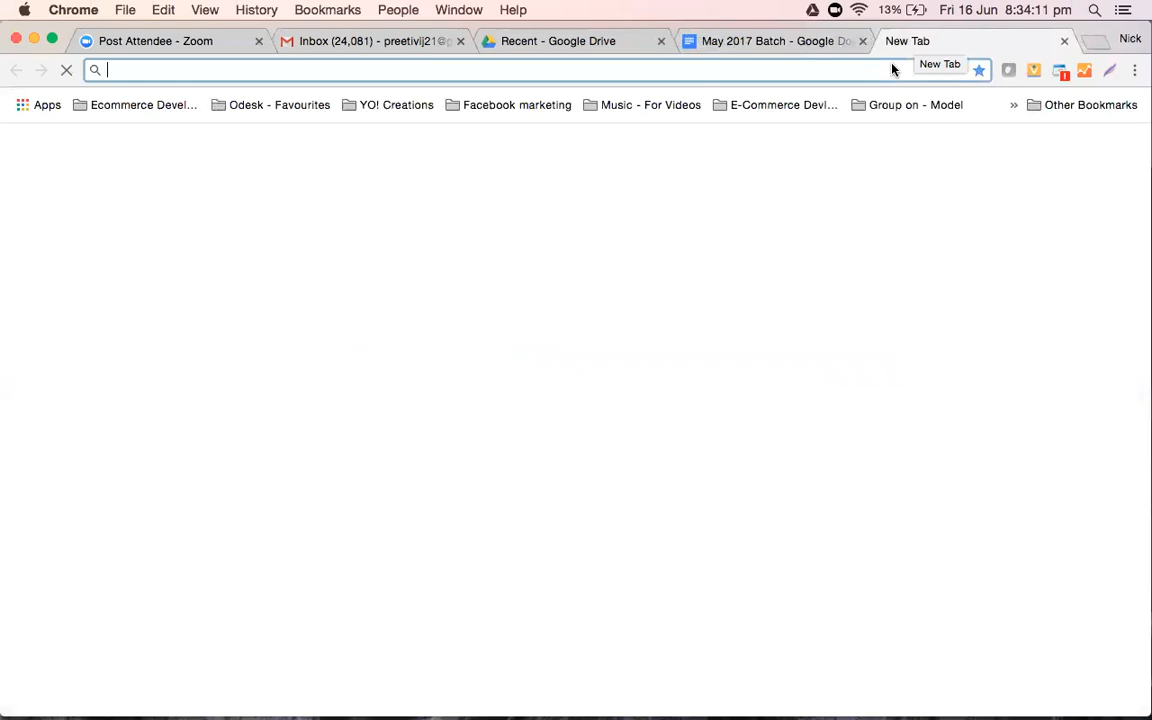 Chrome File Edit View History Bookmarks People Window Help 13% Fri 16 Jun 8:34:11 pm
Post Attendee - Zoom Inbox (24,081) - preetivij21@g Recent - Google Drive May 2017 Batch - Google Do New Tab Nick
New Tab
Apps Ecommerce Devel... Odesk - Favourites YO! Creations Facebook marketing Music - For Videos E-Commerce Devl... Group on - Model » Other Bookmarks